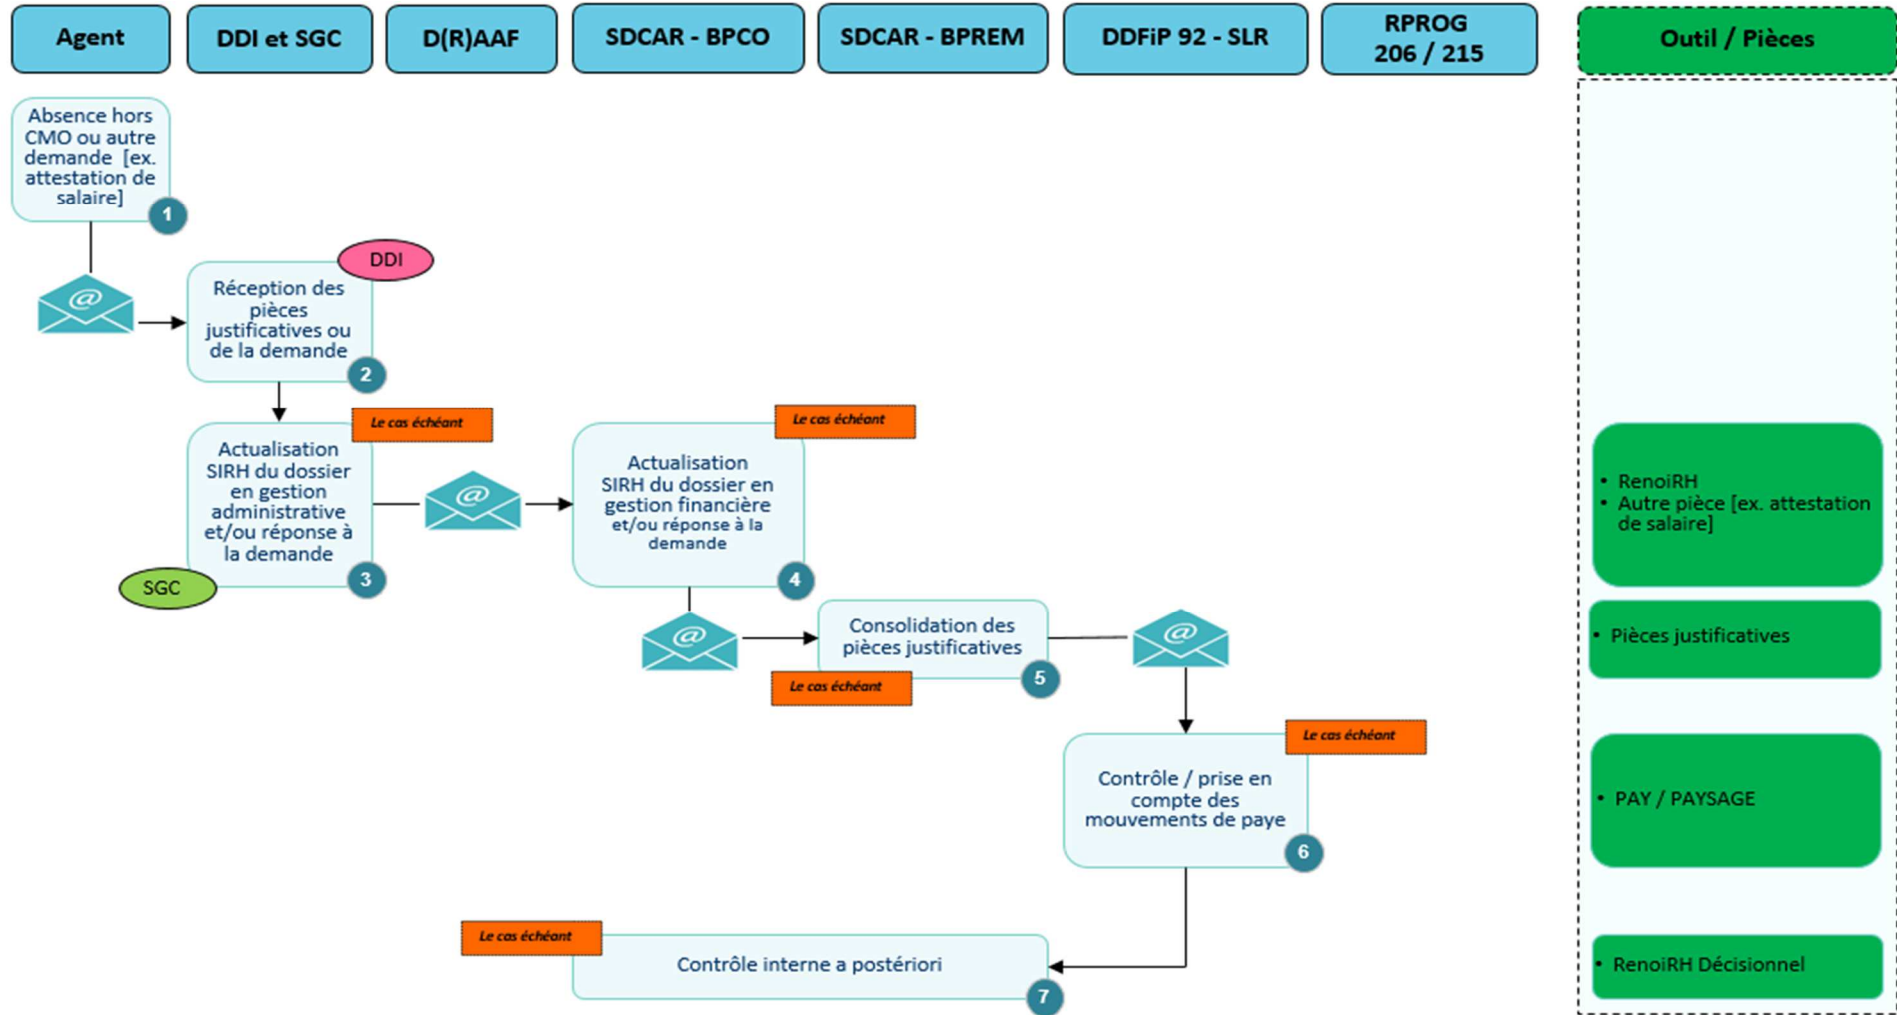 Agent
DDI et SGC
D(R)AAF
SDCAR - BPCO
SDCAR - BPREM
DDFiP 92 - SLR
RPROG
206 / 215
Outil / Pièces
Absence hors
CMO ou autre
demande [ex.
attestation de
salaire]
1
@
DDI
Réception des
pièces
justificatives ou
de la demande
2
Le cas échéant
Actualisation
SIRH du dossier
en gestion
administrative
et/ou réponse à
la demande
3
SGC
@
Le cas échéant
Actualisation
SIRH du dossier en
gestion financière
et/ou réponse à la
demande
4
• RenoiRH
• Autre pièce [ex. attestation
de salaire]
@
Consolidation des
pièces justificatives
5
Le cas échéant
@
• Pièces justificatives
Le cas échéant
Contrôle / prise en
compte des
mouvements de paye
6
• PAY / PAYSAGE
Le cas échéant
Contrôle interne a postériori
7
• RenoiRH Décisionnel